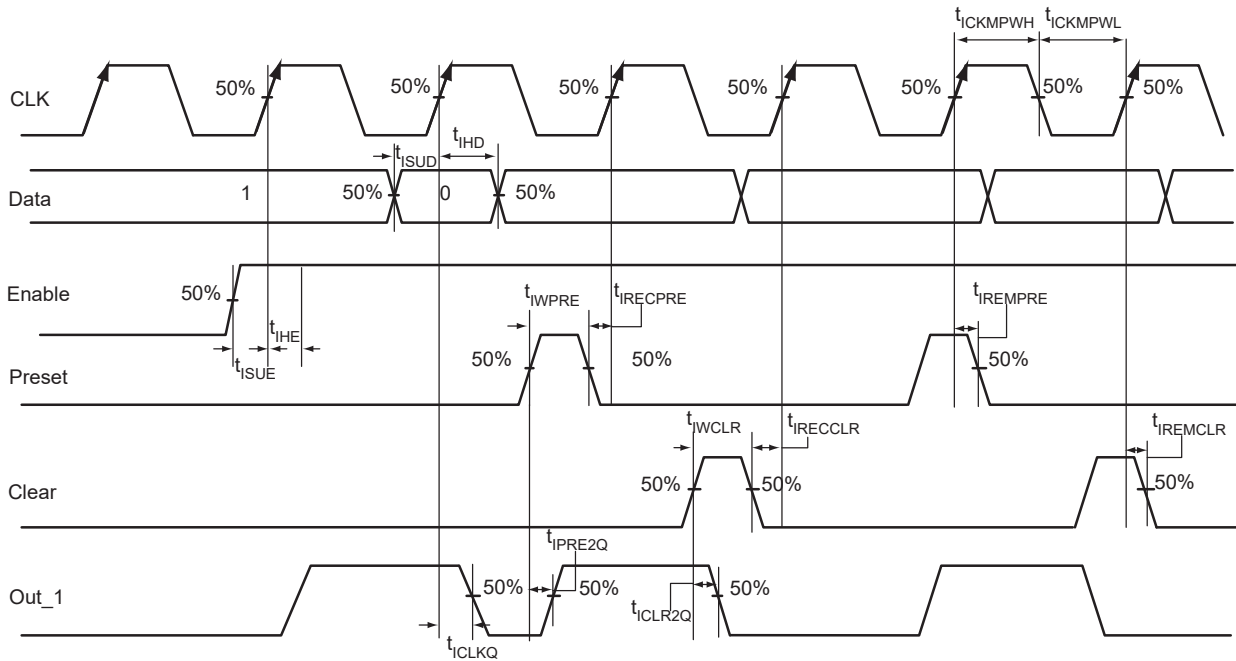 tICKMPWH tICKMPWL
CLK 50% 50% 50% 50% 50% 50% 50%
tISUD tIHD
Data 1 50% 0 50%
Enable 50%
tIHE
tISUE
tIWPRE tIRECPRE tIREMPRE
Preset 50% 50% 50%
tIWCLR tIRECCLR tIREMCLR
Clear 50% 50% 50%
tIPRE2Q
Out_1 50% 50% 50%
tICLR2Q
tICLKQ